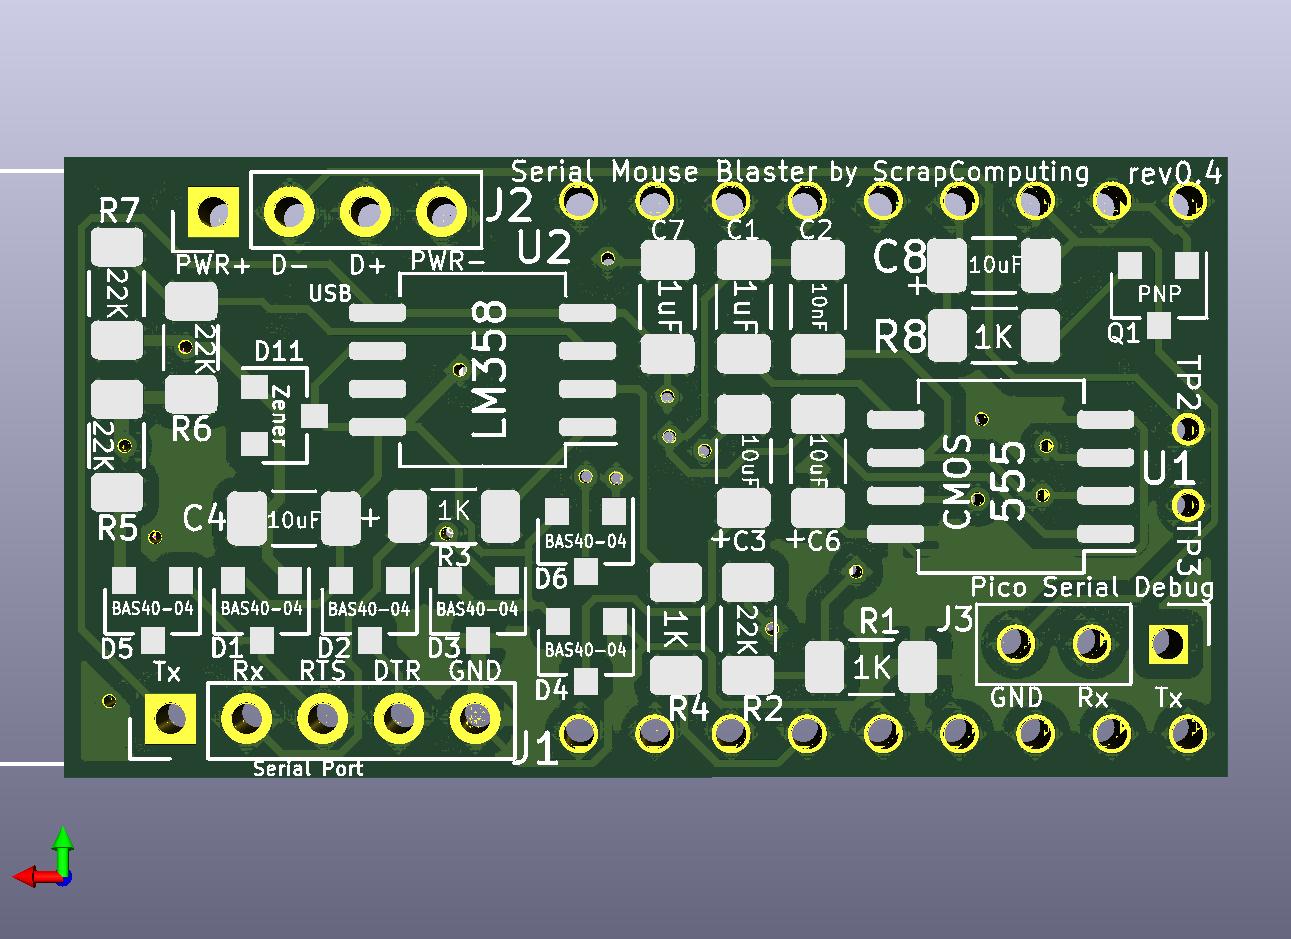 Serial Mouse Blaster by ScrapComputing
rev0.4
R7
J2
U2
C7
C1
C2
PWR+
D-
D+
PWR-
USB
22K
22K
D11
Zener
LM358
1uF
1uF
10nF
C8
+
10uF
R8
1K
PNP
Q1
TP2
R6
22K
R5
C4
10uF
+
1K
R3
10uF
10uF
+C3
+C6
CMOS
555
U1
TP3
BAS40-04
D6
Pico Serial Debug
BAS40-04
BAS40-04
BAS40-04
BAS40-04
D5
D1
D2
D3
BAS40-04
D4
1K
22K
R1
1K
J3
Tx
Rx
RTS
DTR
GND
R4
R2
GND
Rx
Tx
J1
Serial Port